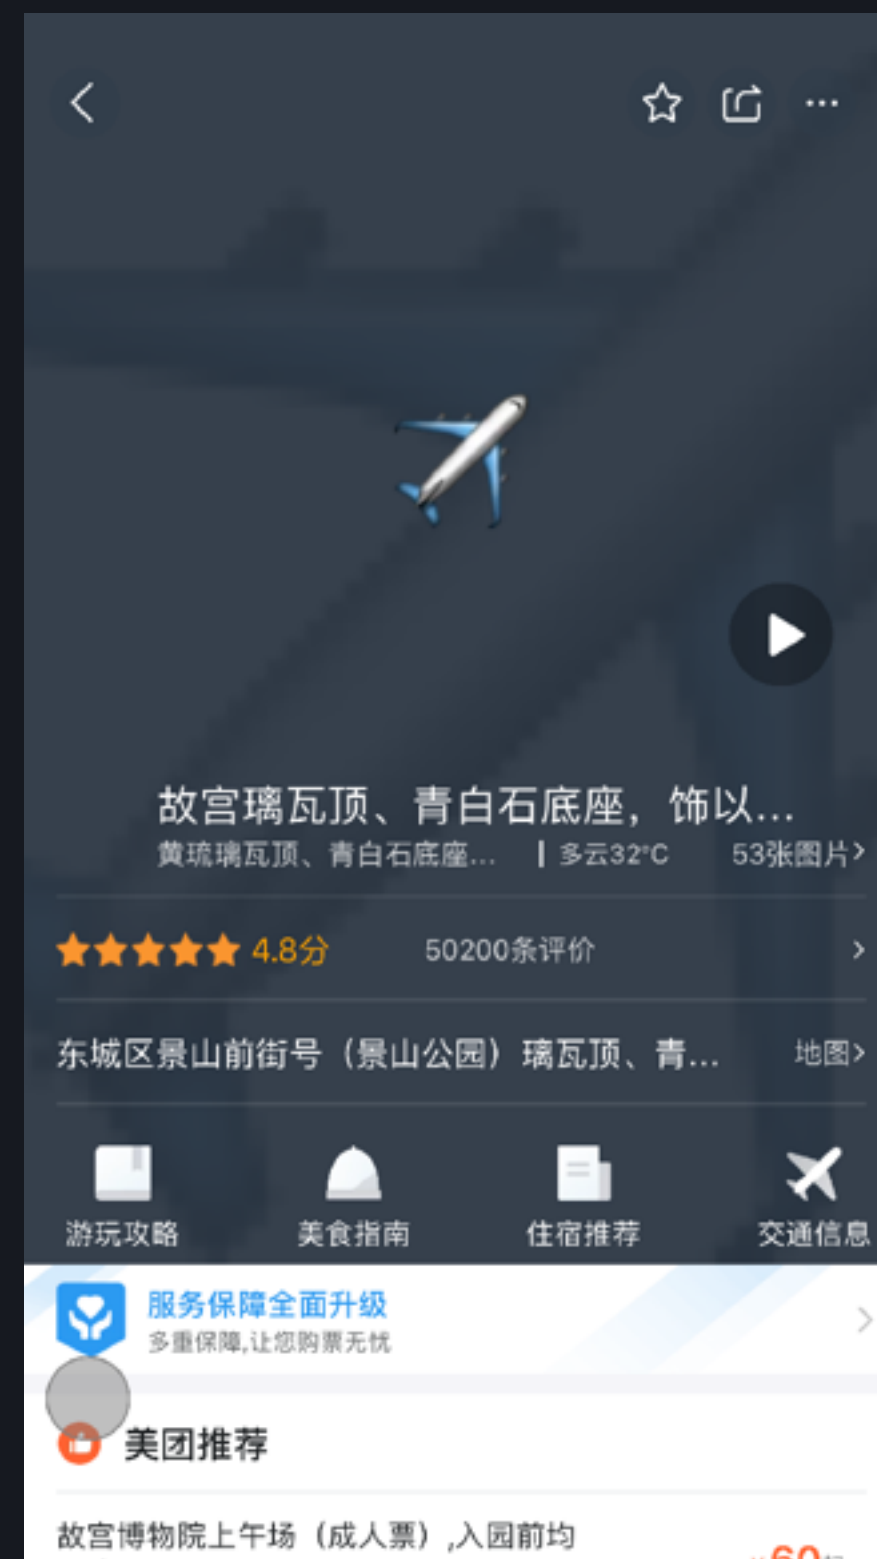 故宫璃瓦顶、青白石底座，饰以...
黄琉璃瓦顶、青白石底座... | 多云32°C 53张图片
4.8分 50200条评价
东城区景山前街号（景山公园）璃瓦顶、青... 地图
游玩攻略 美食指南 住宿推荐 交通信息
服务保障全面升级
多重保障,让您购票无忧
美团推荐
故宫博物院上午场（成人票）,入园前均
60